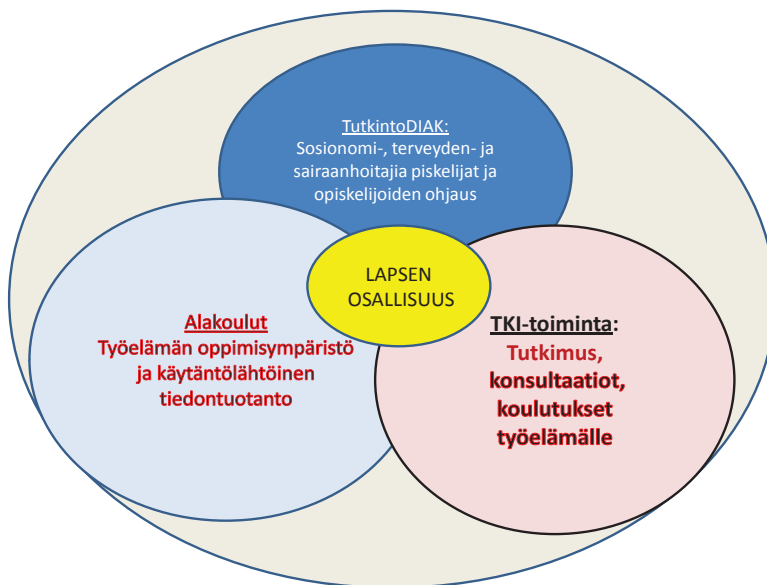 TutkintoDIAK:
Sosionomi-, terveyden- ja
sairaanhoitajia piskelijat ja
opiskelijoiden ohjaus
LAPSEN
OSALLISUUS
Alakoulut
Työelämän oppimisympäristö
ja käytäntölähtöinen
tiedontuotanto
TKI-toiminta:
Tutkimus,
konsultaatiot,
koulutukset
työelämälle